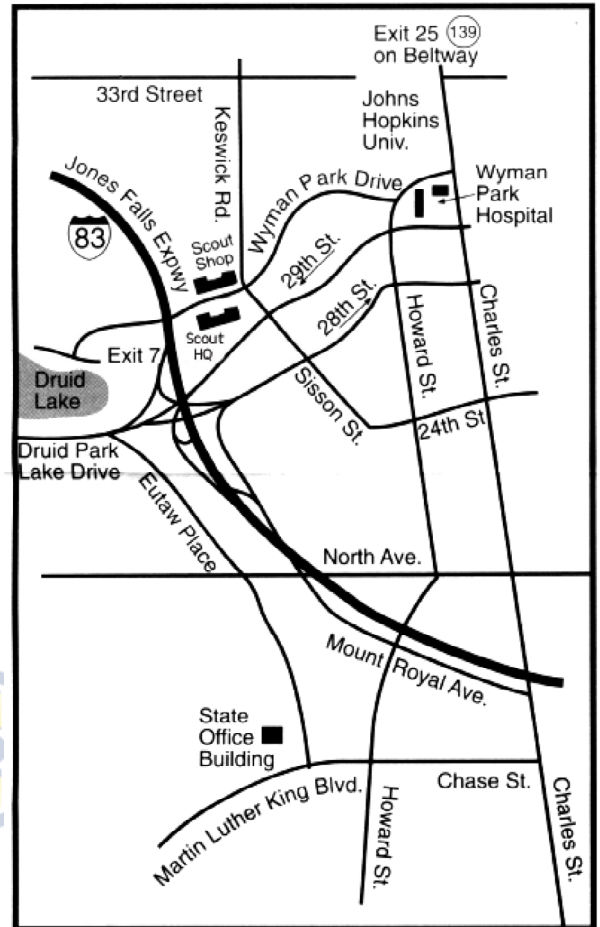 Exit 25 139
on Beltway
33rd Street
Johns
Hopkins
Univ.
Keswick Rd.
Jones Falls Expwy
Wyman Park Drive
Wyman
Park
Hospital
83
Scout
Shop
29th St.
28th St.
Scout
HQ
Exit 7
Howard St.
Charles St.
Druid
Lake
Sisson St.
24th St
Druid Park
Lake Drive
Eutaw Place
North Ave.
Mount Royal Ave.
State
Office
Building
Martin Luther King Blvd.
Chase St.
Howard St.
Charles St.